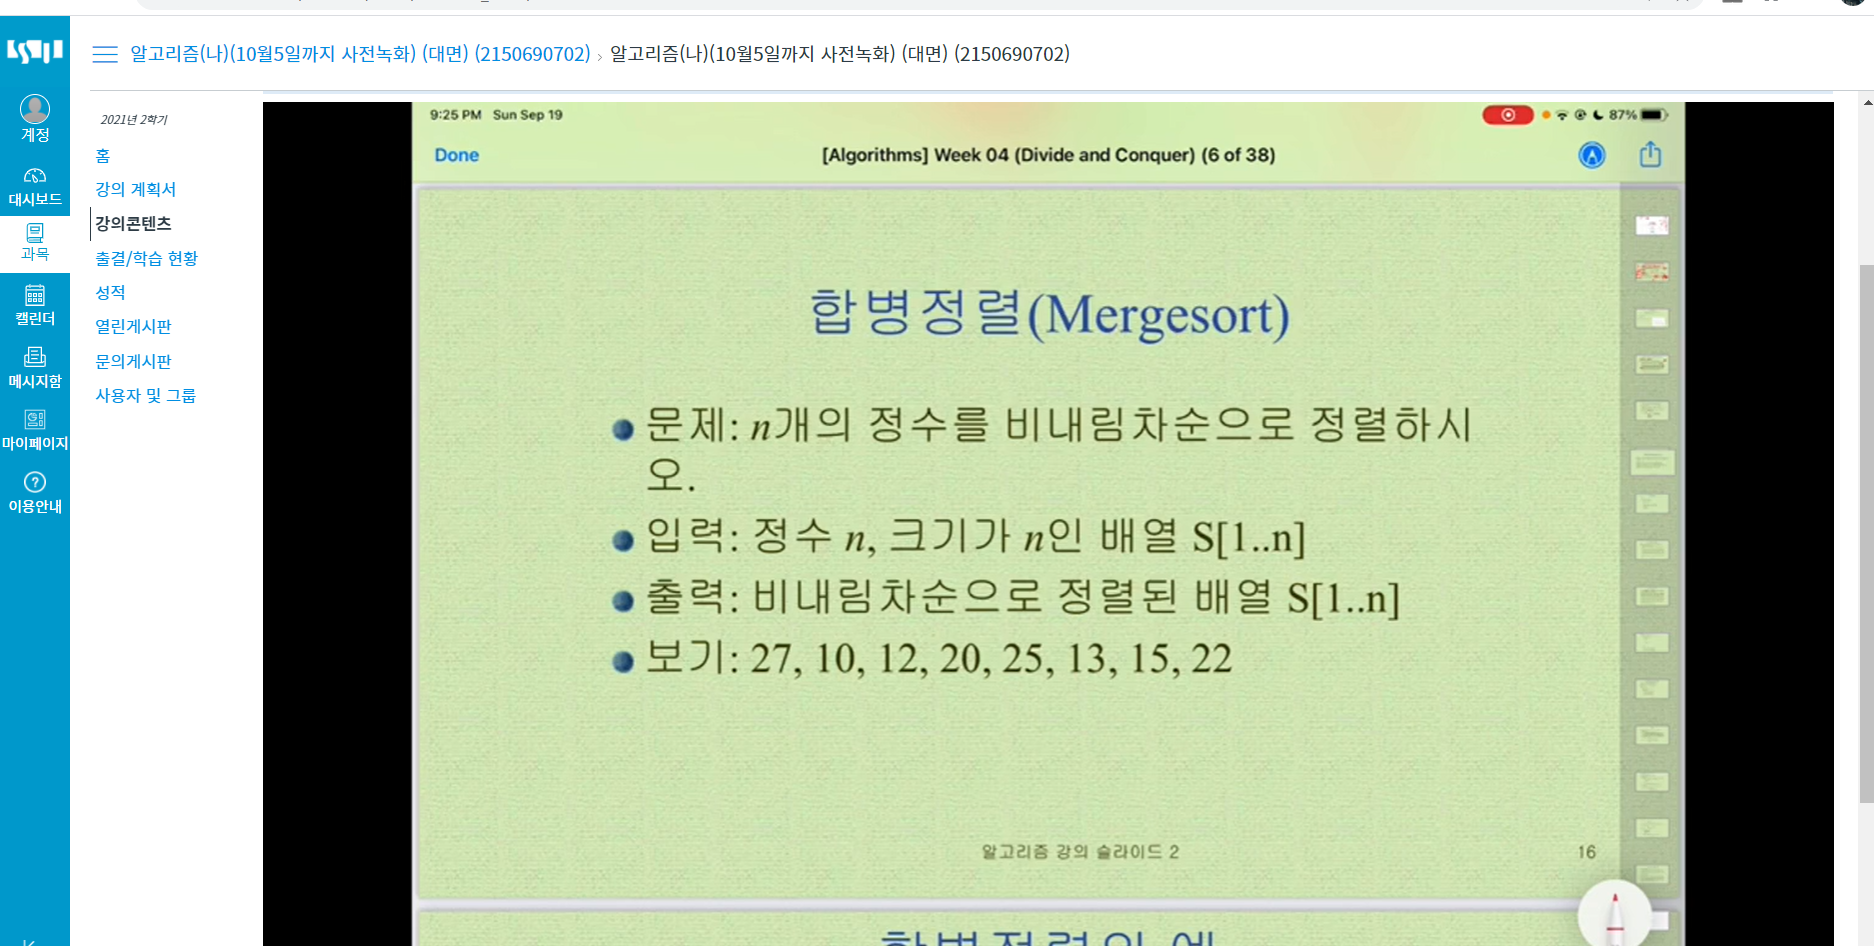 알고리즘(나)(10월5일까지 사전녹화) (대면) (2150690702) › 알고리즘(나)(10월5일까지 사전녹화) (대면) (2150690702)
계정
대시보드
과목
캘린더
메시지함
마이페이지
이용안내
2021년 2학기
홈
강의 계획서
강의콘텐츠
출결/학습 현황
성적
열린게시판
문의게시판
사용자 및 그룹
9:25 PM Sun Sep 19
87%
Done
[Algorithms] Week 04 (Divide and Conquer) (6 of 38)
합병정렬(Mergesort)
문제: n개의 정수를 비내림차순으로 정렬하시
오.
입력: 정수 n, 크기가 n인 배열 S[1..n]
출력: 비내림차순으로 정렬된 배열 S[1..n]
보기: 27, 10, 12, 20, 25, 13, 15, 22
알고리즘 강의 슬라이드 2
16
합병정렬의 예